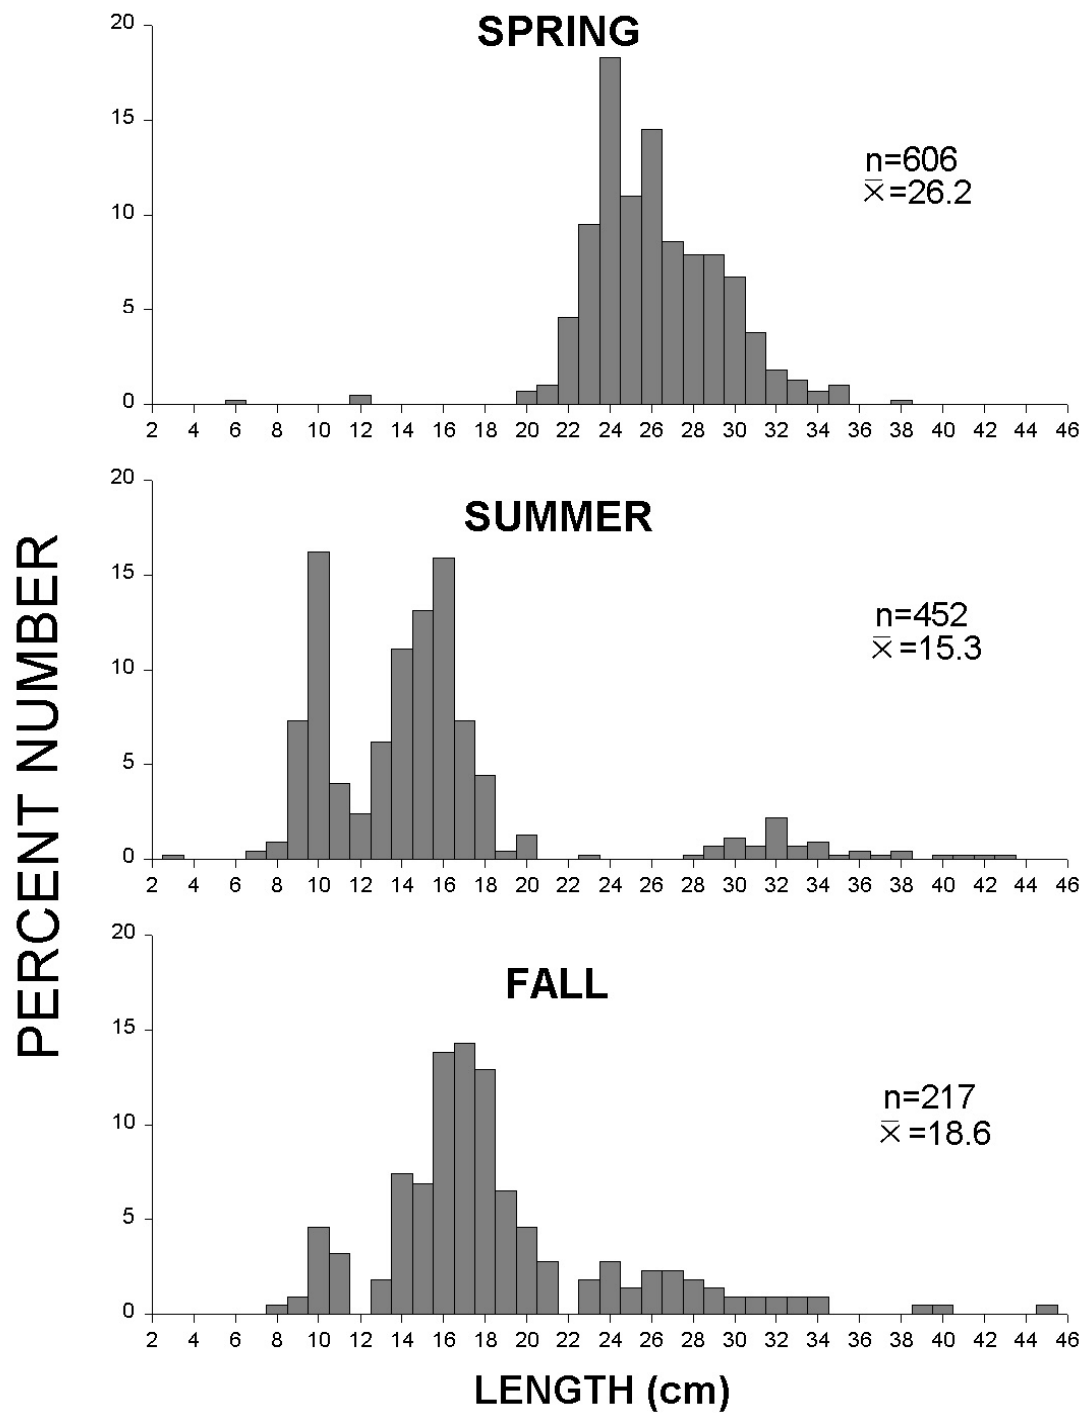 SPRING
20
15
10
5
0
n=606
x̅=26.2
2 4 6 8 10 12 14 16 18 20 22 24 26 28 30 32 34 36 38 40 42 44 46
SUMMER
20
15
10
5
0
n=452
x̅=15.3
2 4 6 8 10 12 14 16 18 20 22 24 26 28 30 32 34 36 38 40 42 44 46
FALL
20
15
10
5
0
n=217
x̅=18.6
2 4 6 8 10 12 14 16 18 20 22 24 26 28 30 32 34 36 38 40 42 44 46
PERCENT NUMBER
LENGTH (cm)